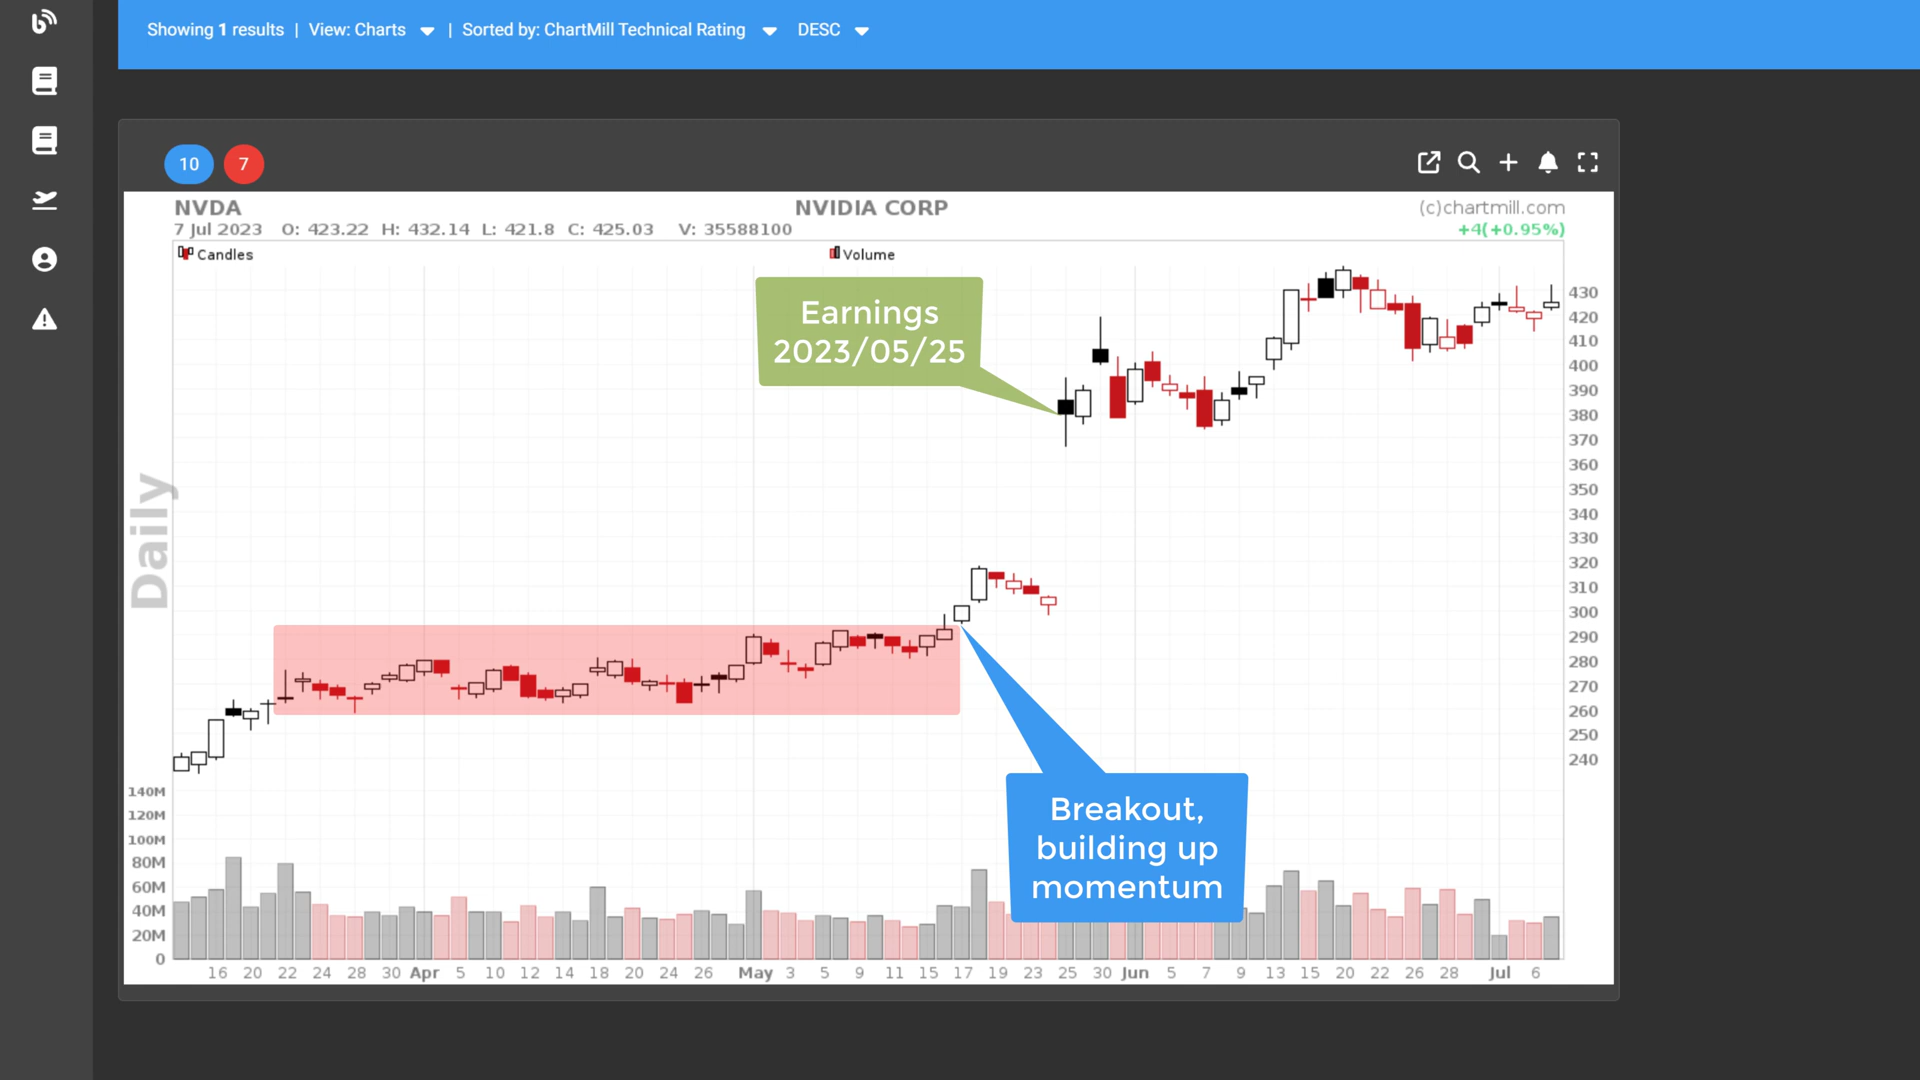 Showing 1 results | View: Charts | Sorted by: ChartMill Technical Rating DESC
10 7
NVDA NVIDIA CORP (c)chartmill.com
7 Jul 2023 O: 423.22 H: 432.14 L: 421.8 C: 425.03 V: 35588100 +4(+0.95%)
Candles Volume
Earnings
2023/05/25
430
420
410
400
390
380
370
360
350
340
330
320
310
300
290
280
270
260
250
240
Daily
Breakout,
building up
momentum
140M
120M
100M
80M
60M
40M
20M
0
16 20 22 24 28 30 Apr 5 10 12 14 18 20 24 26 May 3 5 9 11 15 17 19 23 25 30 Jun 5 7 9 13 15 20 22 26 28 Jul 6